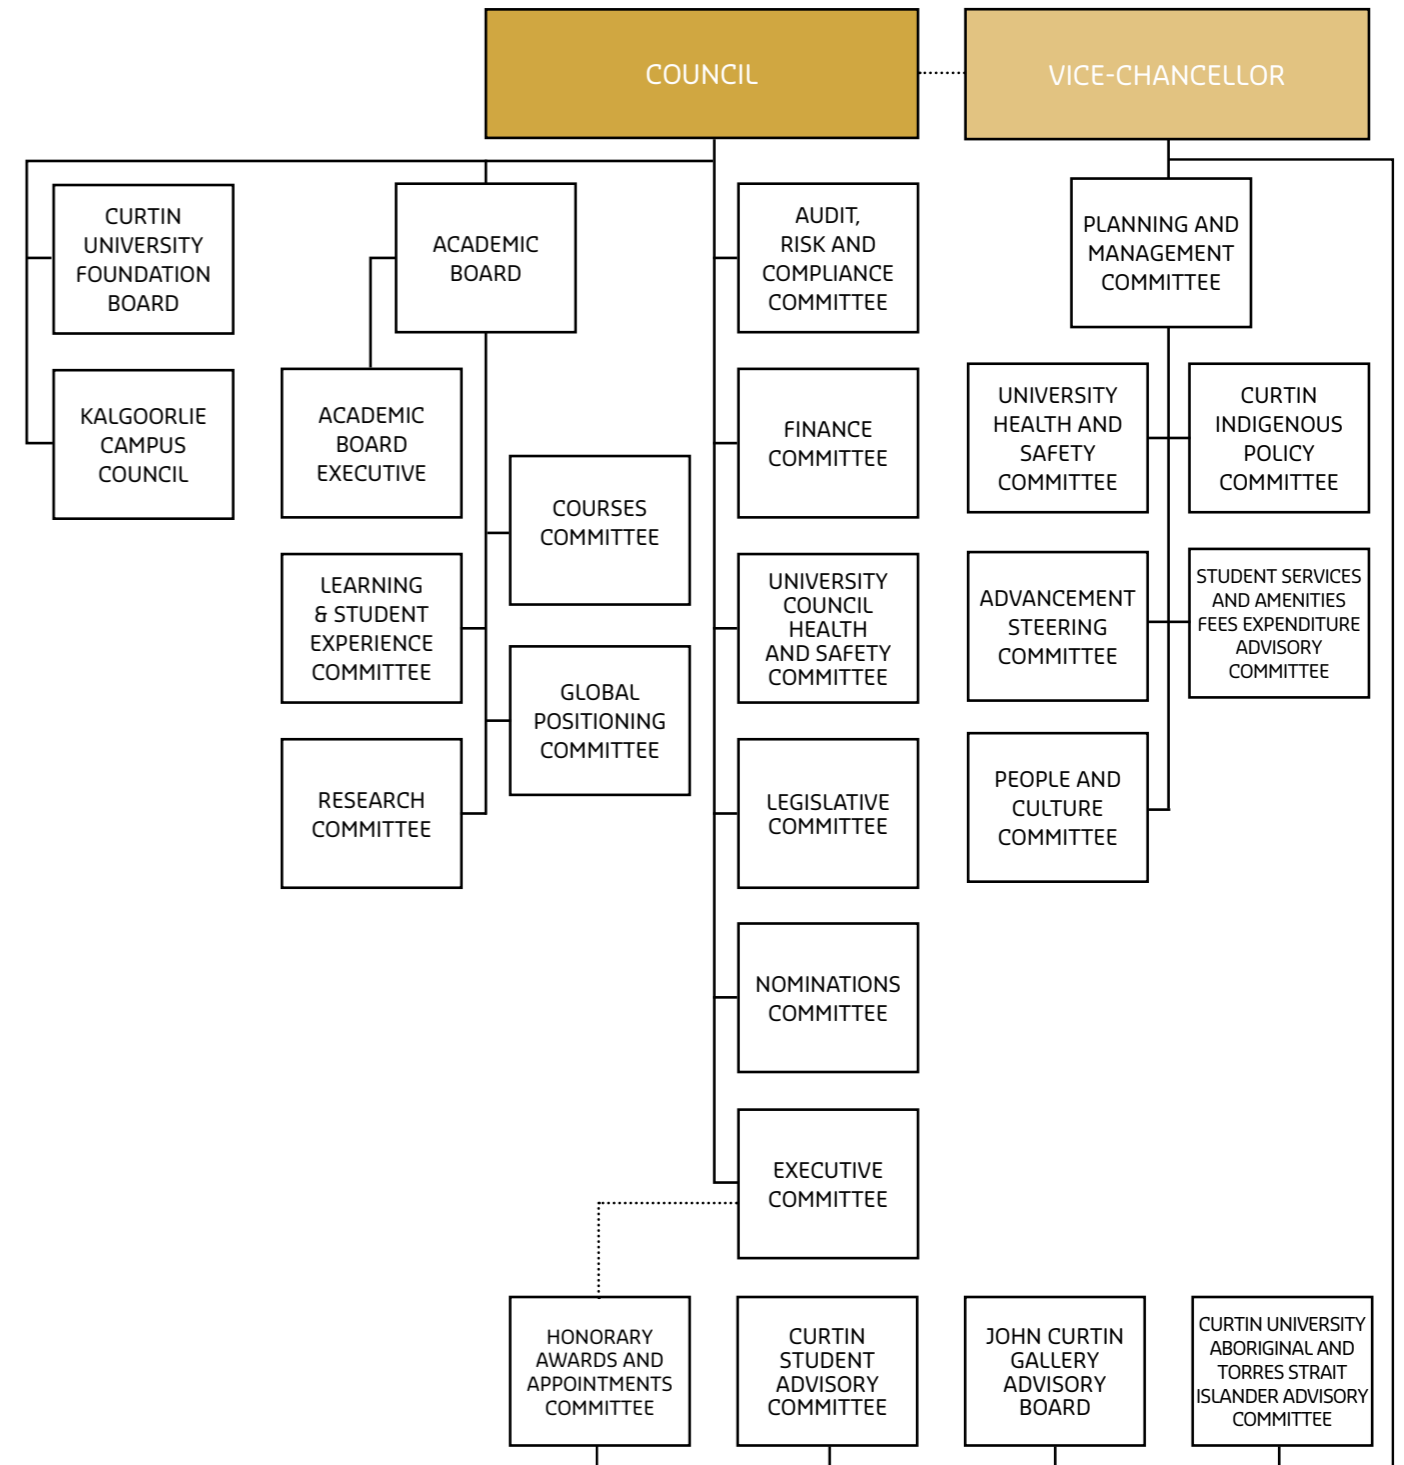 COUNCIL
VICE-CHANCELLOR
CURTIN
UNIVERSITY
FOUNDATION
BOARD
ACADEMIC
BOARD
AUDIT,
RISK AND
COMPLIANCE
COMMITTEE
PLANNING AND
MANAGEMENT
COMMITTEE
KALGOORLIE
CAMPUS
COUNCIL
ACADEMIC
BOARD
EXECUTIVE
COURSES
COMMITTEE
FINANCE
COMMITTEE
UNIVERSITY
HEALTH AND
SAFETY
COMMITTEE
CURTIN
INDIGENOUS
POLICY
COMMITTEE
LEARNING
& STUDENT
EXPERIENCE
COMMITTEE
GLOBAL
POSITIONING
COMMITTEE
UNIVERSITY
COUNCIL
HEALTH
AND SAFETY
COMMITTEE
ADVANCEMENT
STEERING
COMMITTEE
STUDENT SERVICES
AND AMENITIES
FEES EXPENDITURE
ADVISORY
COMMITTEE
RESEARCH
COMMITTEE
LEGISLATIVE
COMMITTEE
PEOPLE AND
CULTURE
COMMITTEE
NOMINATIONS
COMMITTEE
EXECUTIVE
COMMITTEE
HONORARY
AWARDS AND
APPOINTMENTS
COMMITTEE
CURTIN
STUDENT
ADVISORY
COMMITTEE
JOHN CURTIN
GALLERY
ADVISORY
BOARD
CURTIN UNIVERSITY
ABORIGINAL AND
TORRES STRAIT
ISLANDER ADVISORY
COMMITTEE